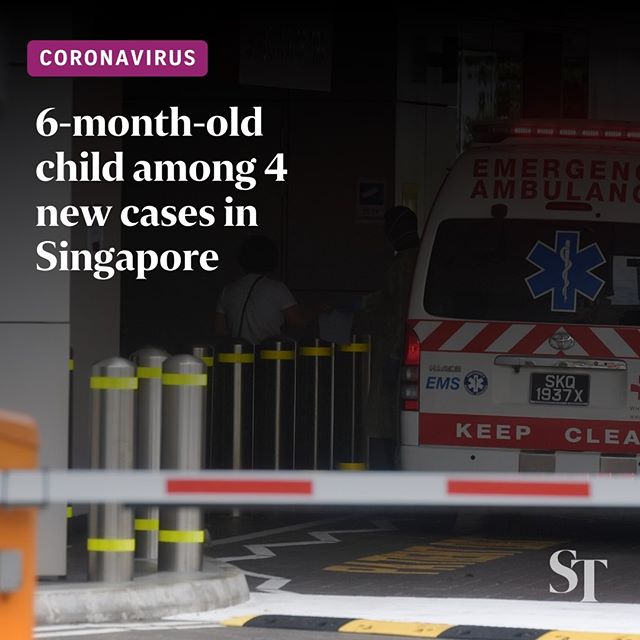 CORONAVIRUS
6-month-old
child among 4
new cases in
Singapore
EMERGENC
AMBULANC
HIACE
EMS
SKQ
1937X
KEEP CLEA
ST